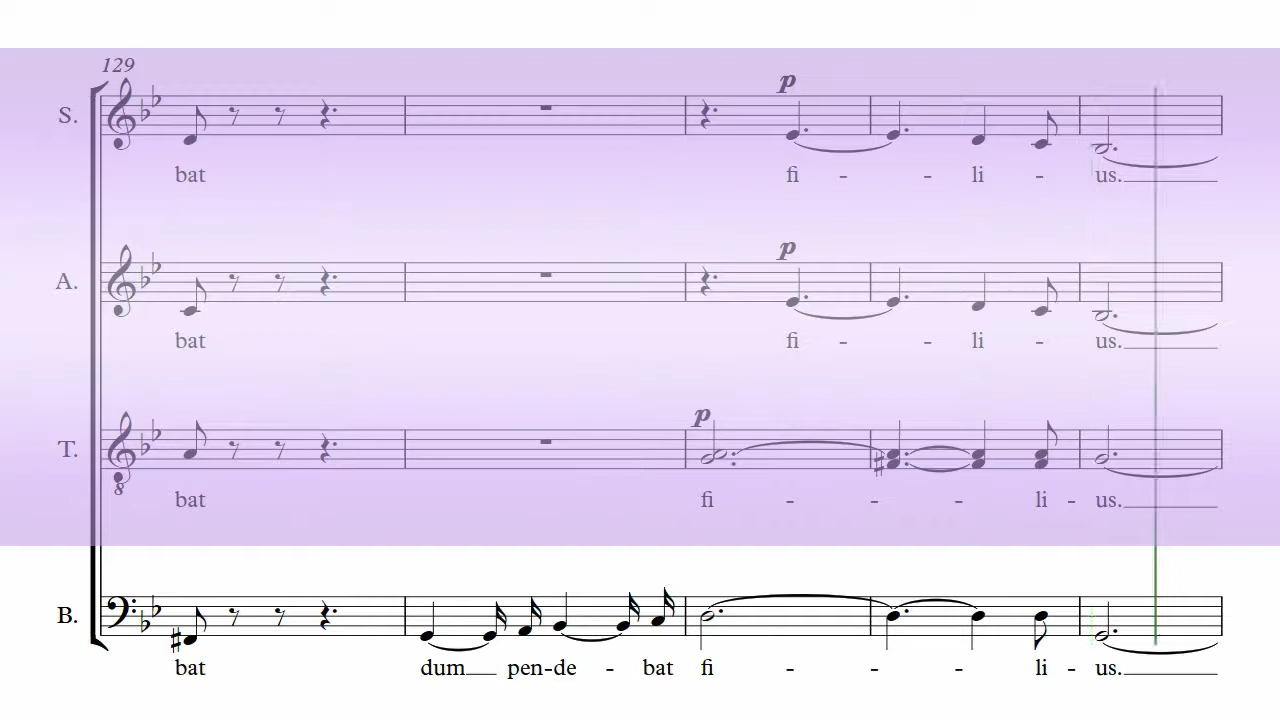 129
p
S.
bat fi - - li - us.
p
A.
bat fi - - li - us.
p
T.
8
bat fi - - - li - us.
B.
bat dum pen-de - bat fi - - - li - us.